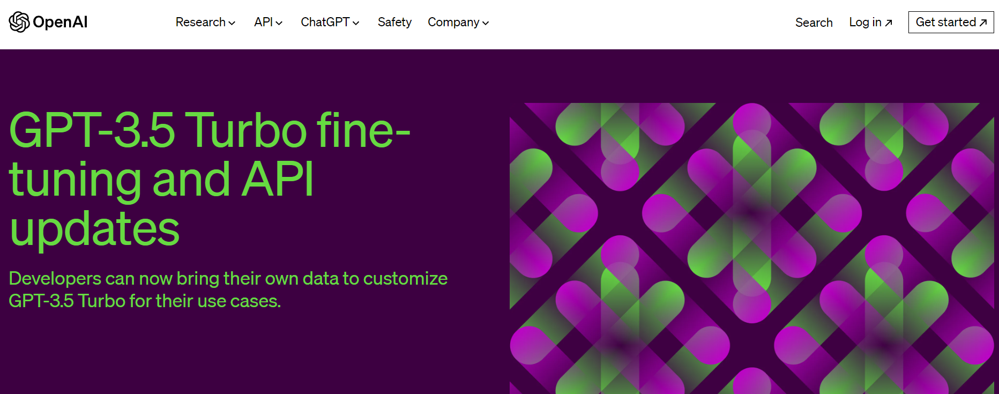 OpenAI
Research API ChatGPT Safety Company
Search Log in Get started
GPT-3.5 Turbo fine-
tuning and API
updates
Developers can now bring their own data to customize
GPT-3.5 Turbo for their use cases.